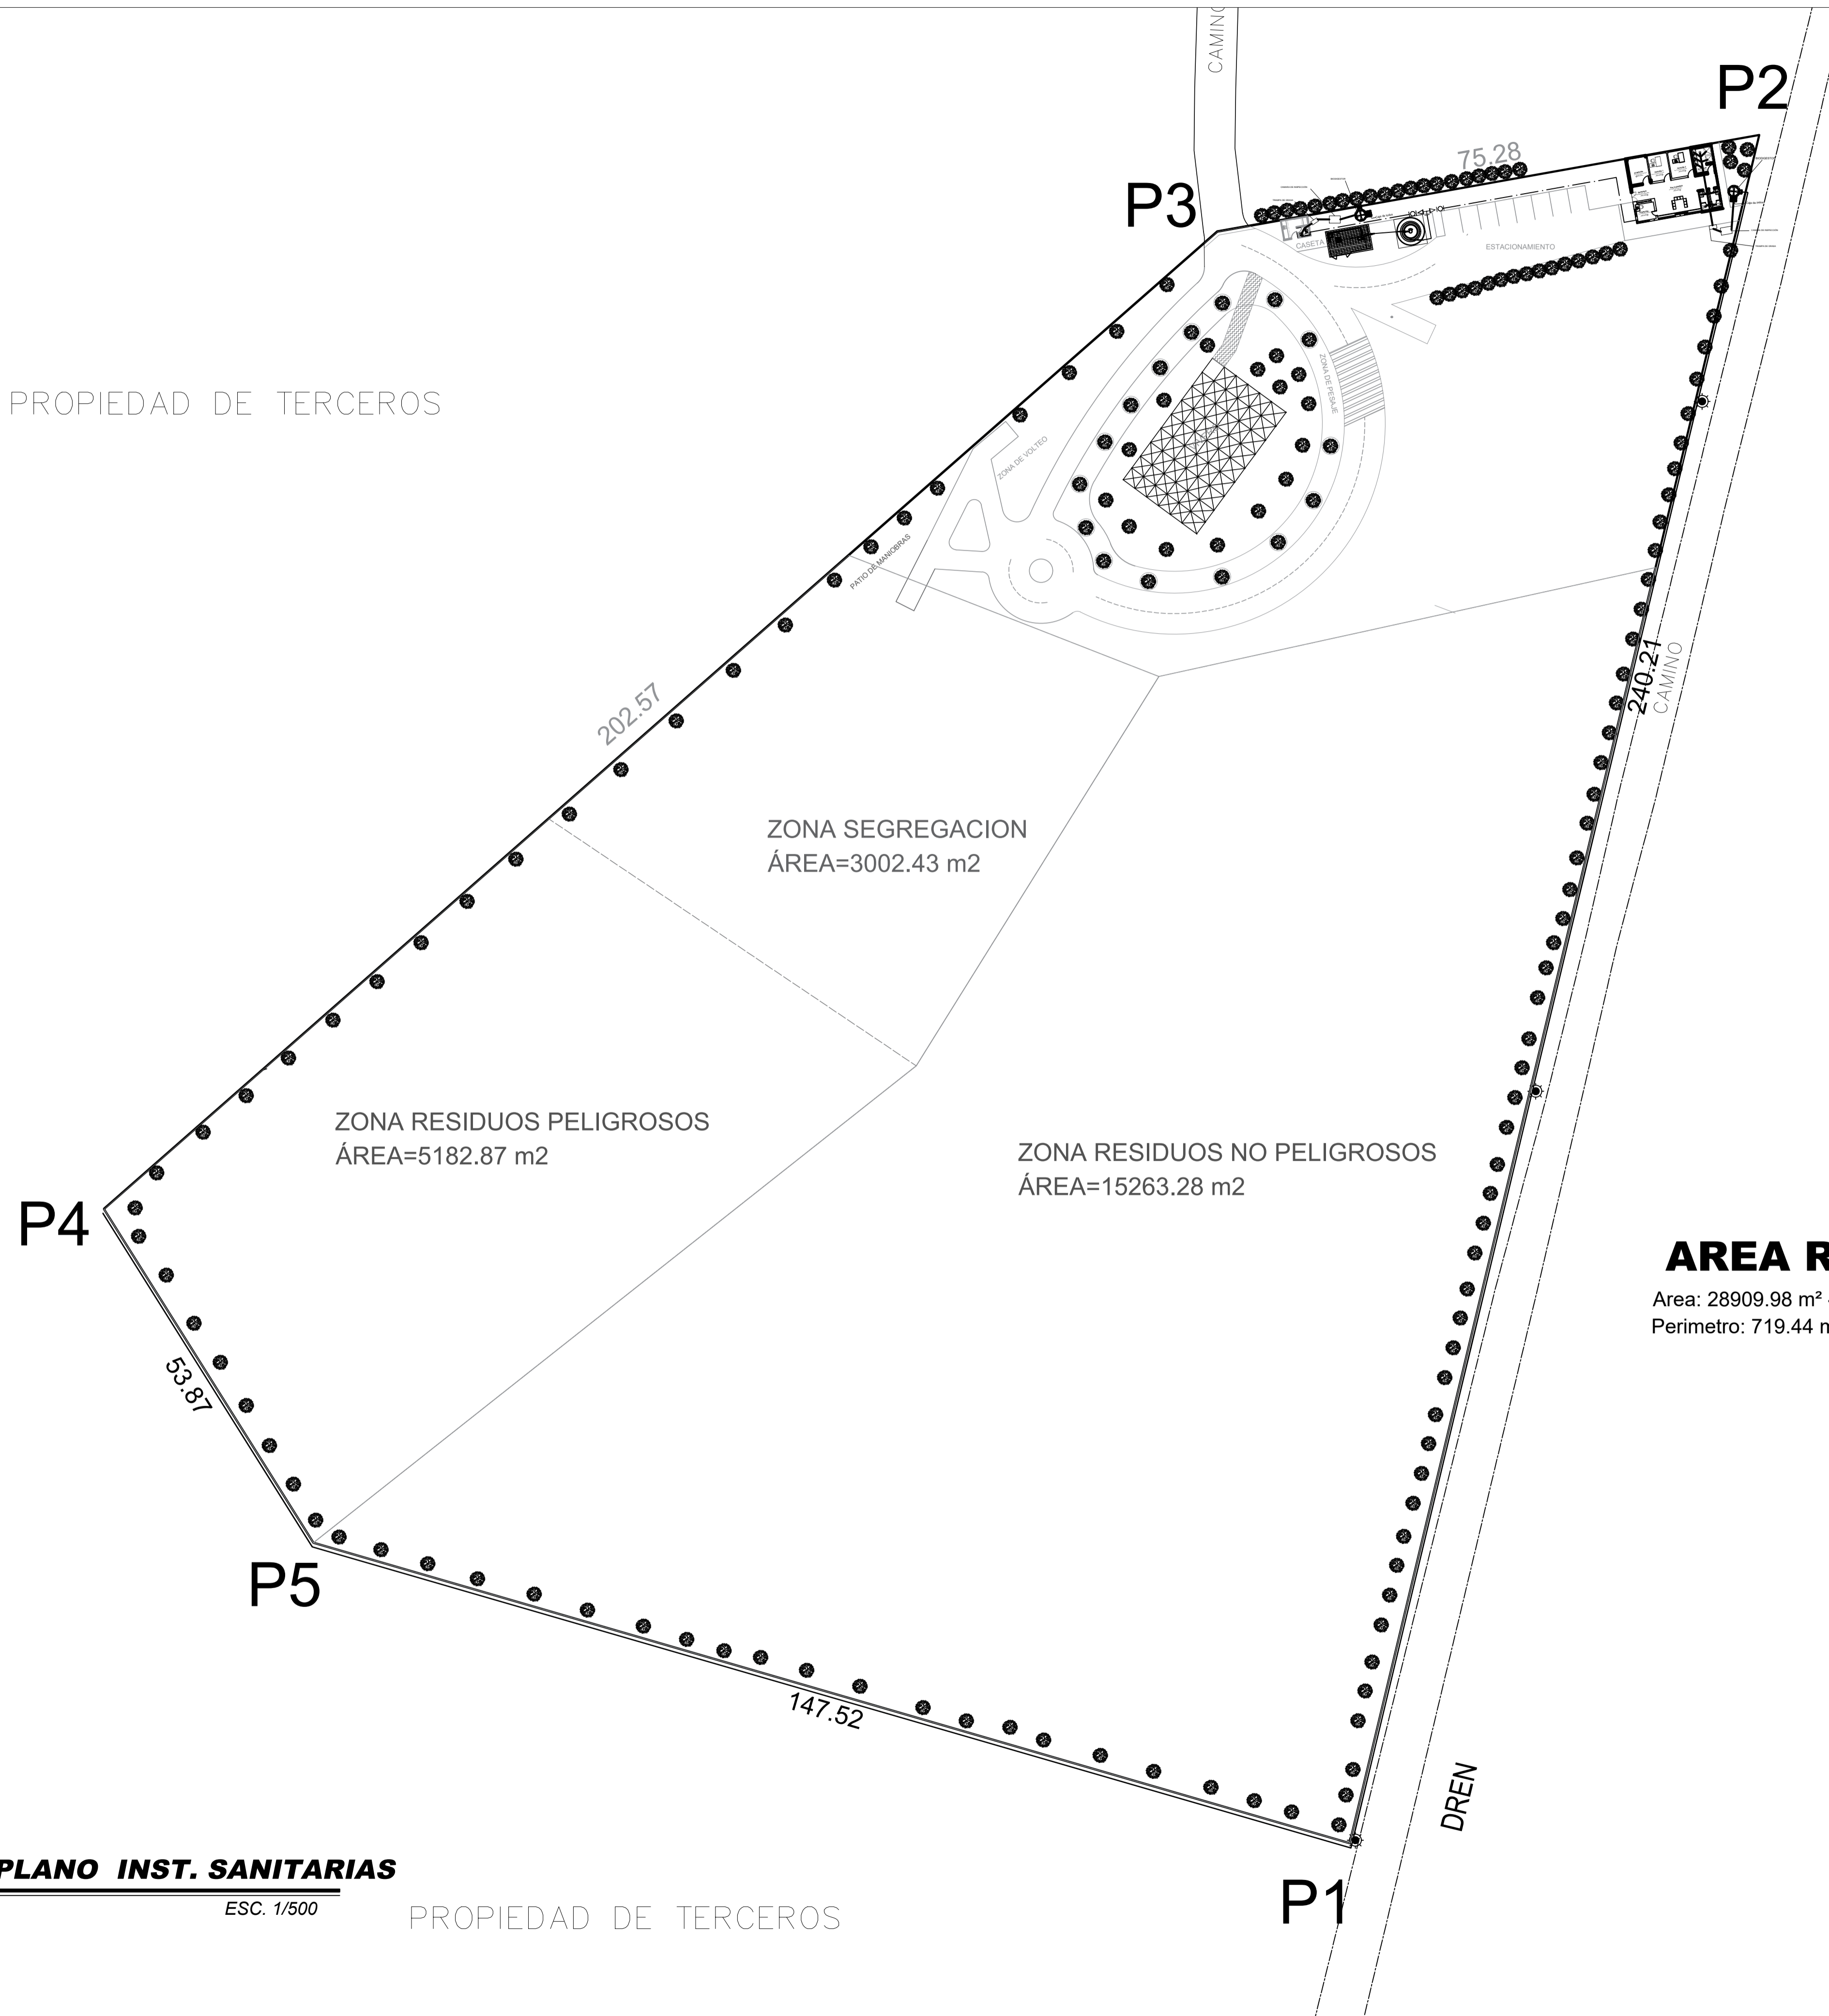 CAMINO
P2
75.28
P3
CASETA
ESTACIONAMIENTO
PROPIEDAD DE TERCEROS
ZONA DE PESAJE
ZONA DE VOLTEO
PATIO DE MANIOBRAS
240.21
CAMINO
202.57
ZONA SEGREGACION
ÁREA=3002.43 m2
ZONA RESIDUOS PELIGROSOS
ÁREA=5182.87 m2
ZONA RESIDUOS NO PELIGROSOS
ÁREA=15263.28 m2
P4
AREA R
Area: 28909.98 m²
Perimetro: 719.44 m
53.87
P5
147.52
DREN
PLANO INST. SANITARIAS
ESC. 1/500
PROPIEDAD DE TERCEROS
P1